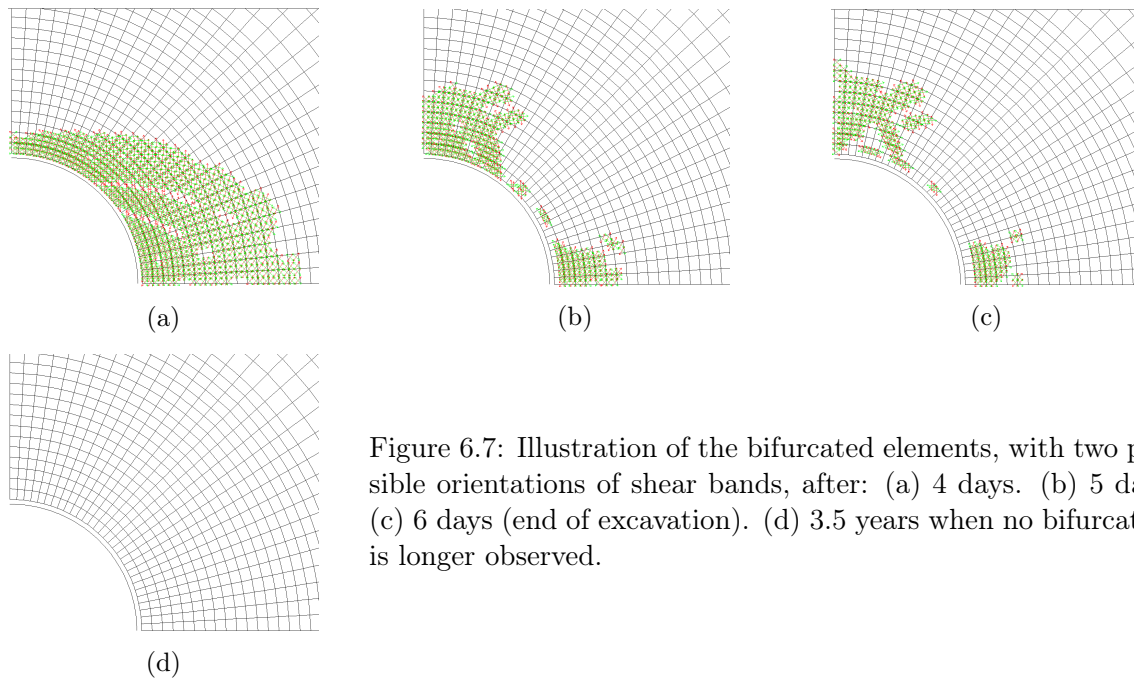 (a)
(b)
(c)
(d)
Figure 6.7: Illustration of the bifurcated elements, with two p
sible orientations of shear bands, after: (a) 4 days. (b) 5 da
(c) 6 days (end of excavation). (d) 3.5 years when no bifurcat
is longer observed.